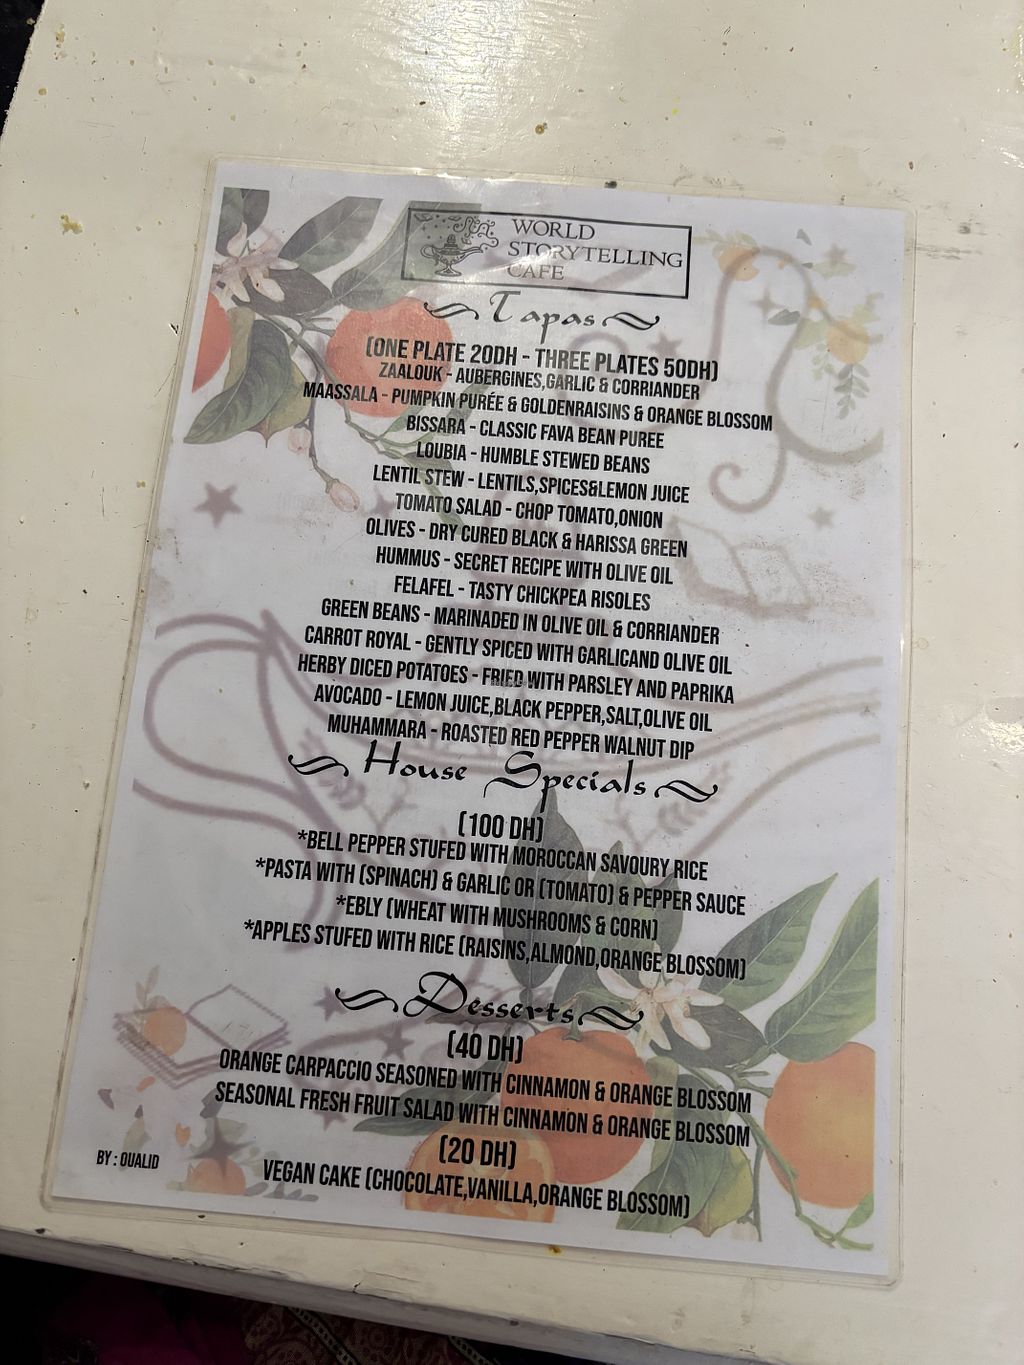 WORLD
STORYTELLING
CAFE
Tapas
(ONE PLATE 20DH - THREE PLATES 50DH)
ZAALOUK - AUBERGINES,GARLIC & CORRIANDER
MAASSALA - PUMPKIN PURÉE & GOLDENRAISINS & ORANGE BLOSSOM
BISSARA - CLASSIC FAVA BEAN PUREE
LOUBIA - HUMBLE STEWED BEANS
LENTIL STEW - LENTILS,SPICES&LEMON JUICE
TOMATO SALAD - CHOP TOMATO,ONION
OLIVES - DRY CURED BLACK & HARISSA GREEN
HUMMUS - SECRET RECIPE WITH OLIVE OIL
FELAFEL - TASTY CHICKPEA RISOLES
GREEN BEANS - MARINADED IN OLIVE OIL & CORRIANDER
CARROT ROYAL - GENTLY SPICED WITH GARLICAND OLIVE OIL
HERBY DICED POTATOES - FRIED WITH PARSLEY AND PAPRIKA
AVOCADO - LEMON JUICE,BLACK PEPPER,SALT,OLIVE OIL
MUHAMMARA - ROASTED RED PEPPER WALNUT DIP
House Specials
(100 DH)
*BELL PEPPER STUFED WITH MOROCCAN SAVOURY RICE
*PASTA WITH (SPINACH) & GARLIC OR (TOMATO) & PEPPER SAUCE
*EBLY (WHEAT WITH MUSHROOMS & CORN)
*APPLES STUFED WITH RICE (RAISINS,ALMOND,ORANGE BLOSSOM)
Desserts
(40 DH)
ORANGE CARPACCIO SEASONED WITH CINNAMON & ORANGE BLOSSOM
SEASONAL FRESH FRUIT SALAD WITH CINNAMON & ORANGE BLOSSOM
(20 DH)
VEGAN CAKE (CHOCOLATE,VANILLA,ORANGE BLOSSOM)
BY : OUALID